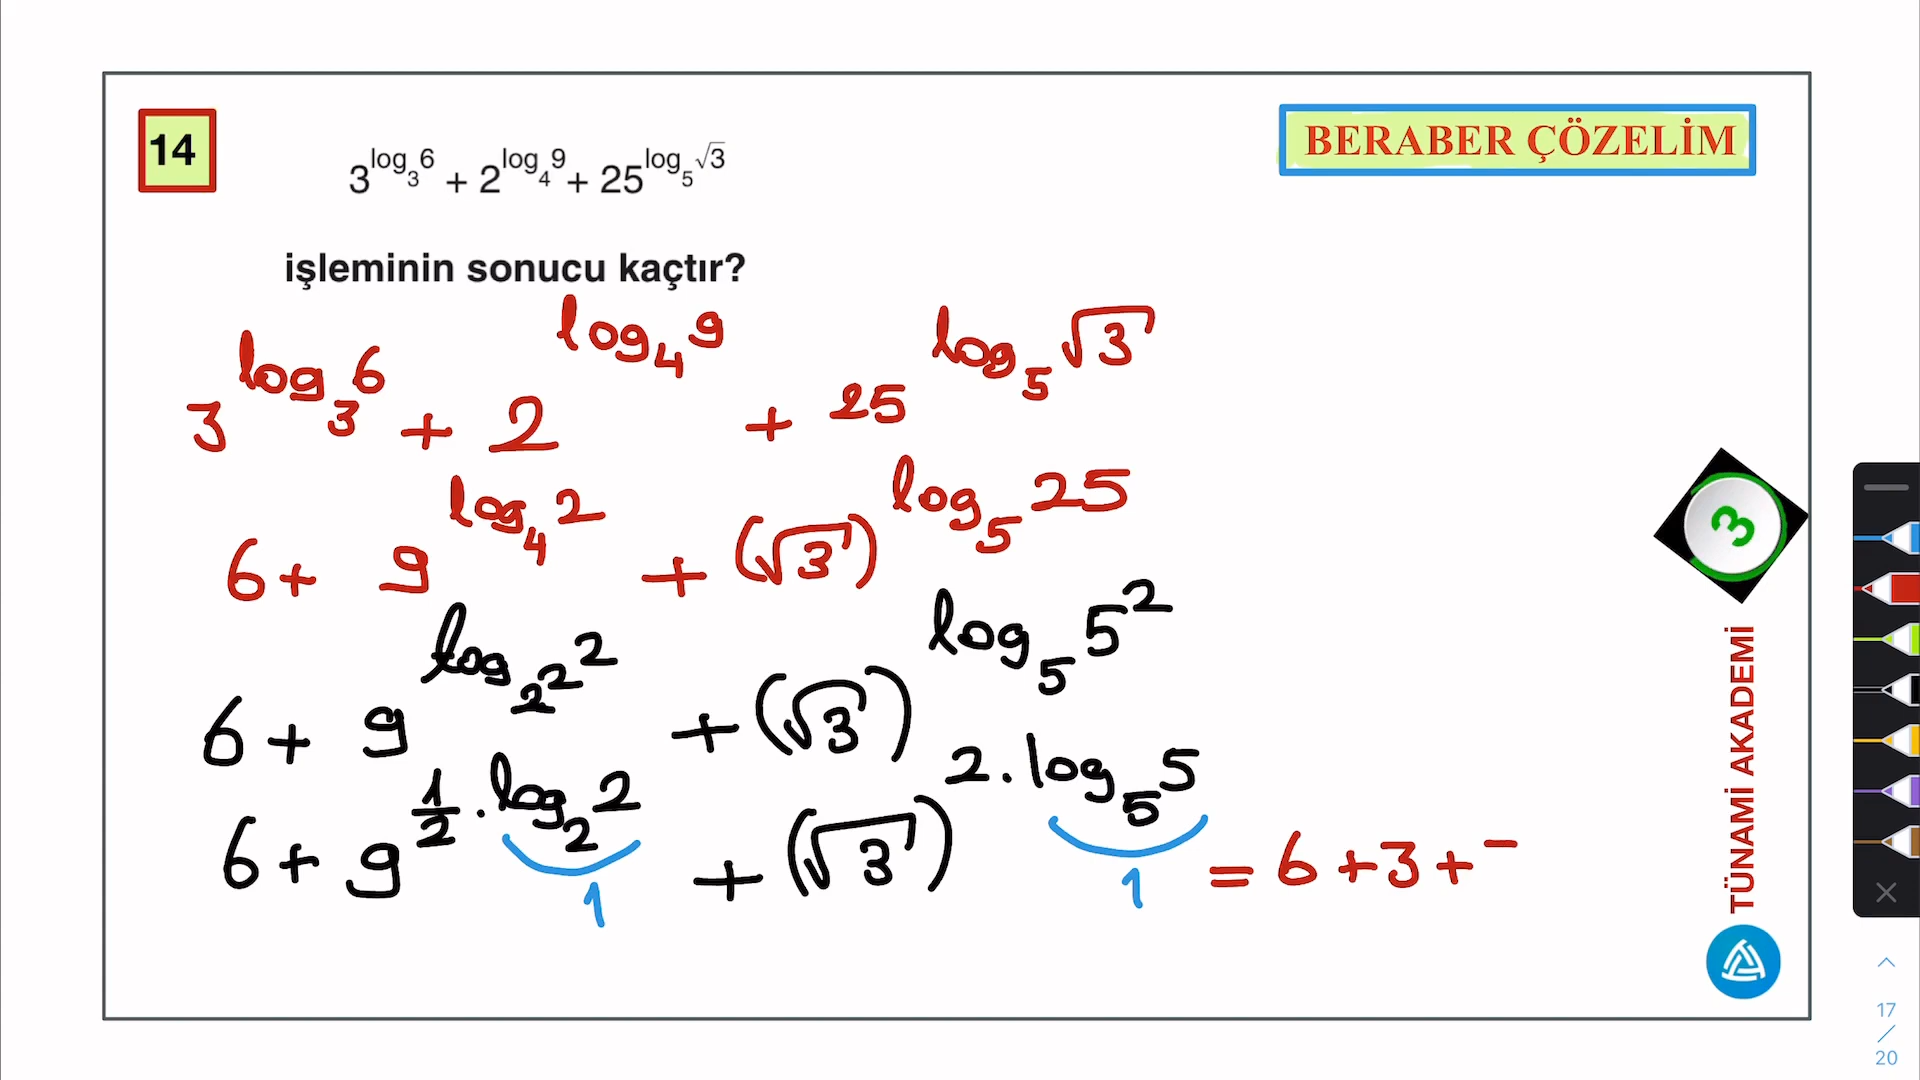 14
BERABER ÇÖZELİM
3^{log_3 6} + 2^{log_4 9} + 25^{log_5 √3}
işleminin sonucu kaçtır?
3^{log_3 6} + 2^{log_4 9} + 25^{log_5 √3}
6 + 9^{log_4 2} + (√3)^{log_5 25}
6 + 9^{log_{2^2} 2} + (√3)^{log_5 5^2}
6 + 9^{1/2 . log_2 2} + (√3)^{2 . log_5 5} = 6 + 3 +
1 1
3
TÜNAMİ AKADEMİ
17
/
20